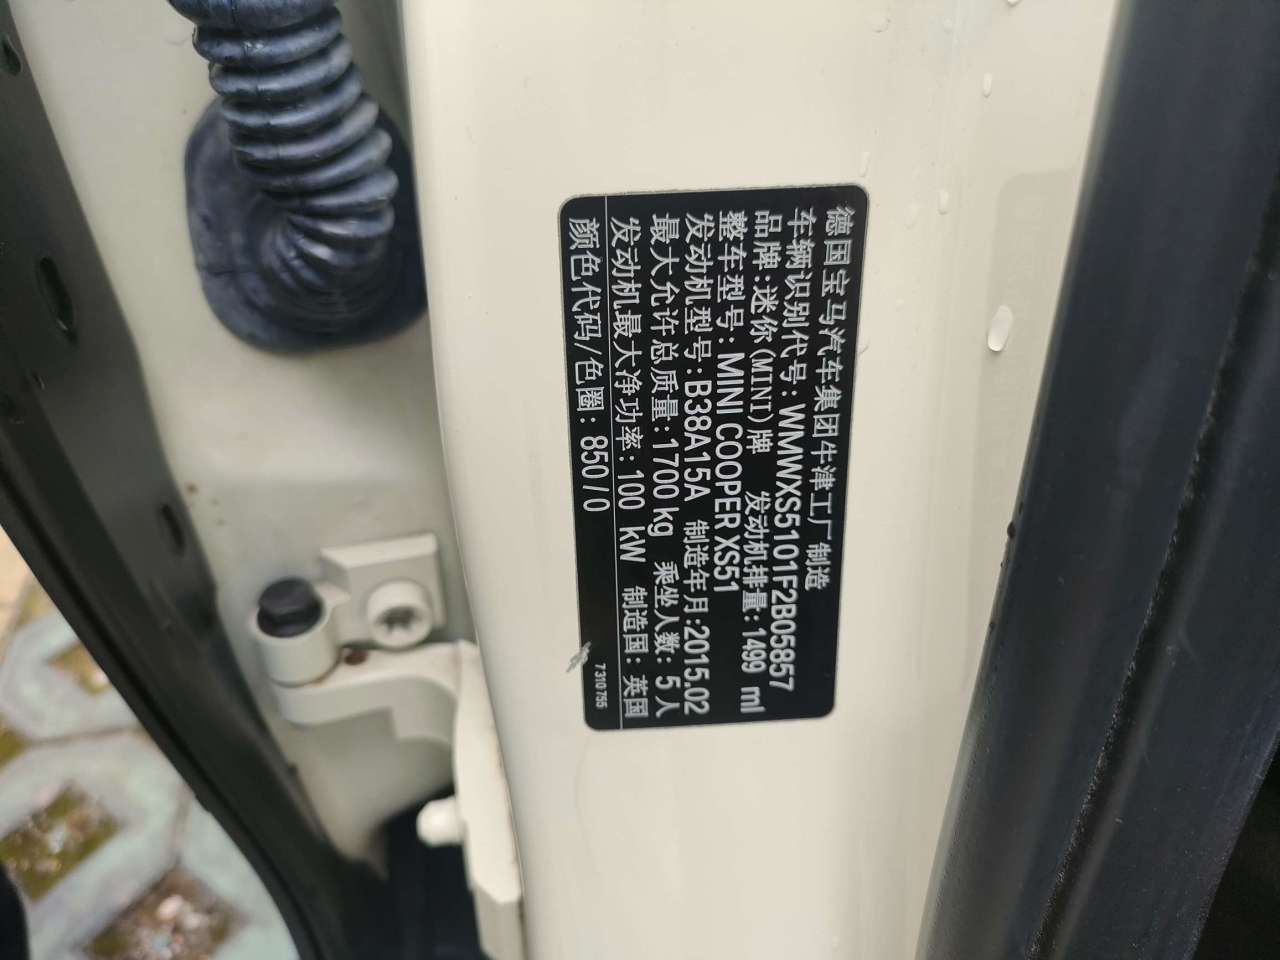 德国宝马汽车集团牛津工厂制造
车辆识别代号: WMWXS5101F2B05857
品牌:迷你(MINI)牌 发动机排量:1499 ml
整车型号: MINI COOPER XS51
发动机型号:B38A15A 制造年月:2015.02
最大允许总质量:1700 kg 乘坐人数: 5 人
发动机最大净功率: 100 kW 制造国: 英国
颜色代码/色圈: 850 / 0 7310 755